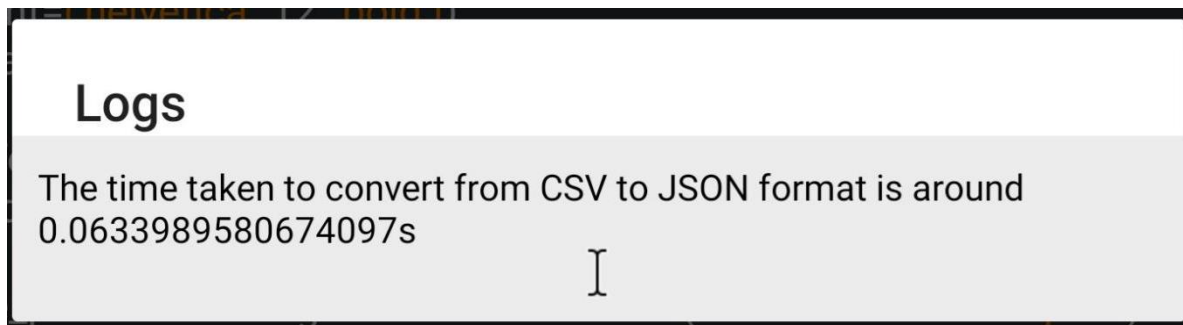 Logs
The time taken to convert from CSV to JSON format is around
0.0633989580674097s